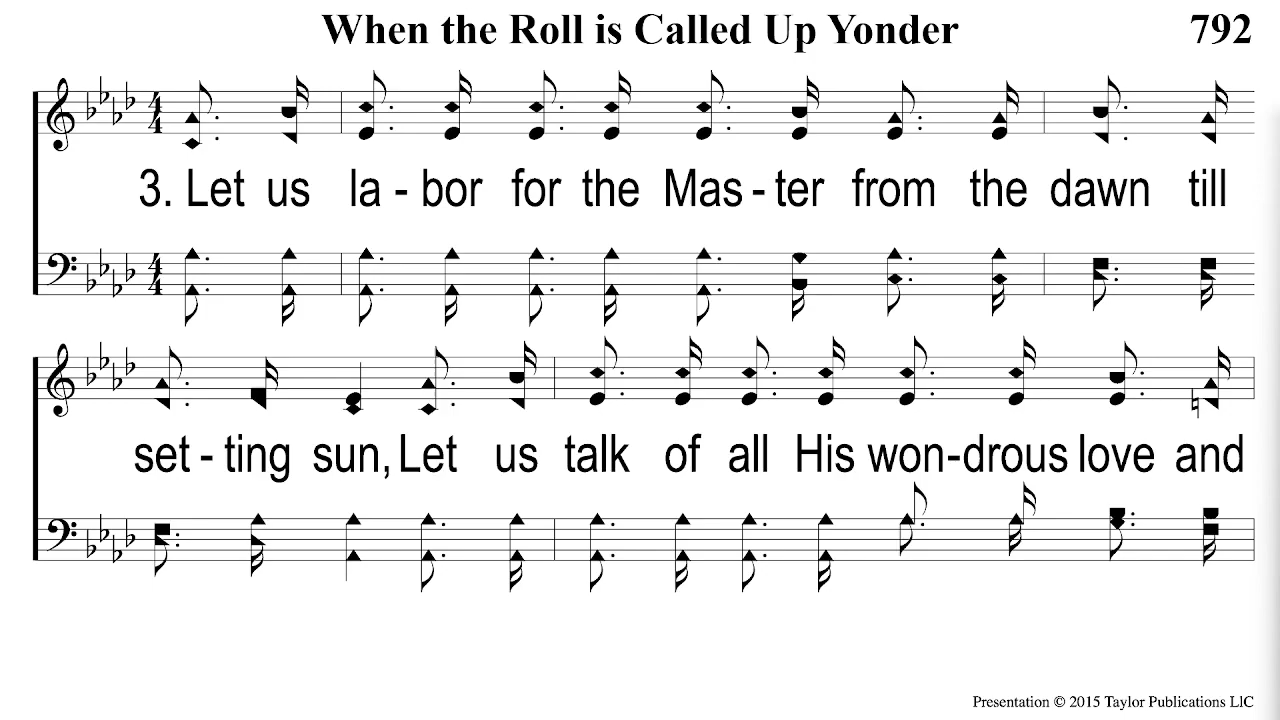 When the Roll is Called Up Yonder 792
3. Let us la - bor for the Mas - ter from the dawn till
set - ting sun, Let us talk of all His won - drous love and
Presentation © 2015 Taylor Publications LLC